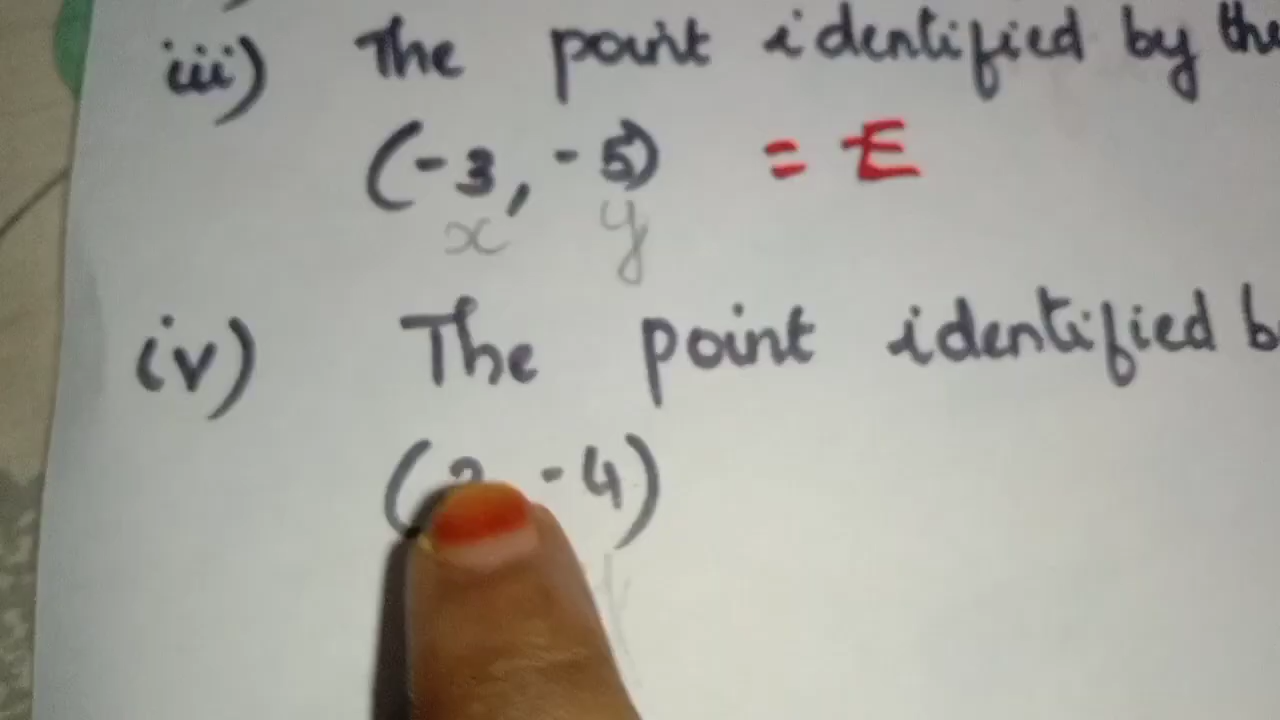 iii) The point identified by the
(-3, -5) = E
x y
(iv) The point identified b
( -4)